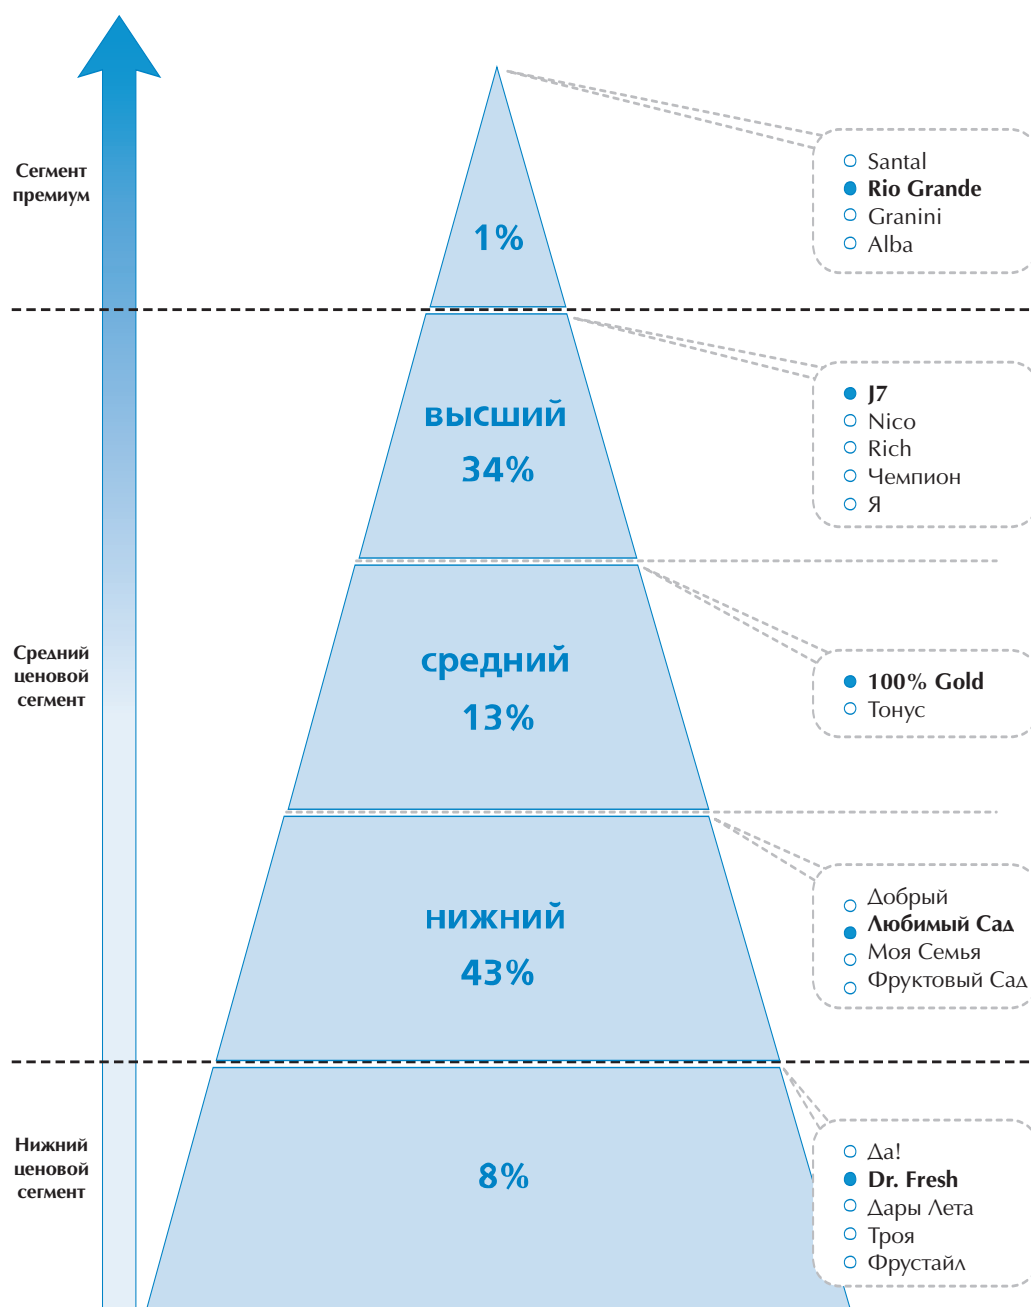 Сегмент
премиум
1%
Santal
Rio Grande
Granini
Alba
высший
34%
J7
Nico
Rich
Чемпион
Я
Средний
ценовой
сегмент
средний
13%
100% Gold
Тонус
нижний
43%
Добрый
Любимый Сад
Моя Семья
Фруктовый Сад
Нижний
ценовой
сегмент
8%
Да!
Dr. Fresh
Дары Лета
Троя
Фрустайл